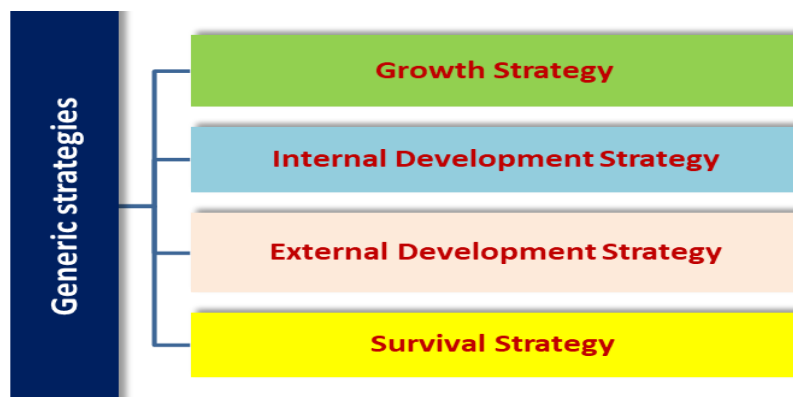 Generic strategies
Growth Strategy
Internal Development Strategy
External Development Strategy
Survival Strategy